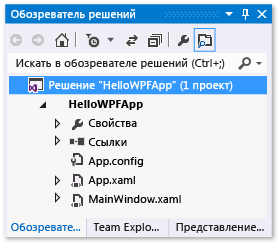 Обозреватель решений
Искать в обозревателе решений (Ctrl+;)
Решение "HelloWPFApp" (1 проект)
HelloWPFApp
Свойства
Ссылки
App.config
App.xaml
MainWindow.xaml
Обозревате... Team Explo... Представление...